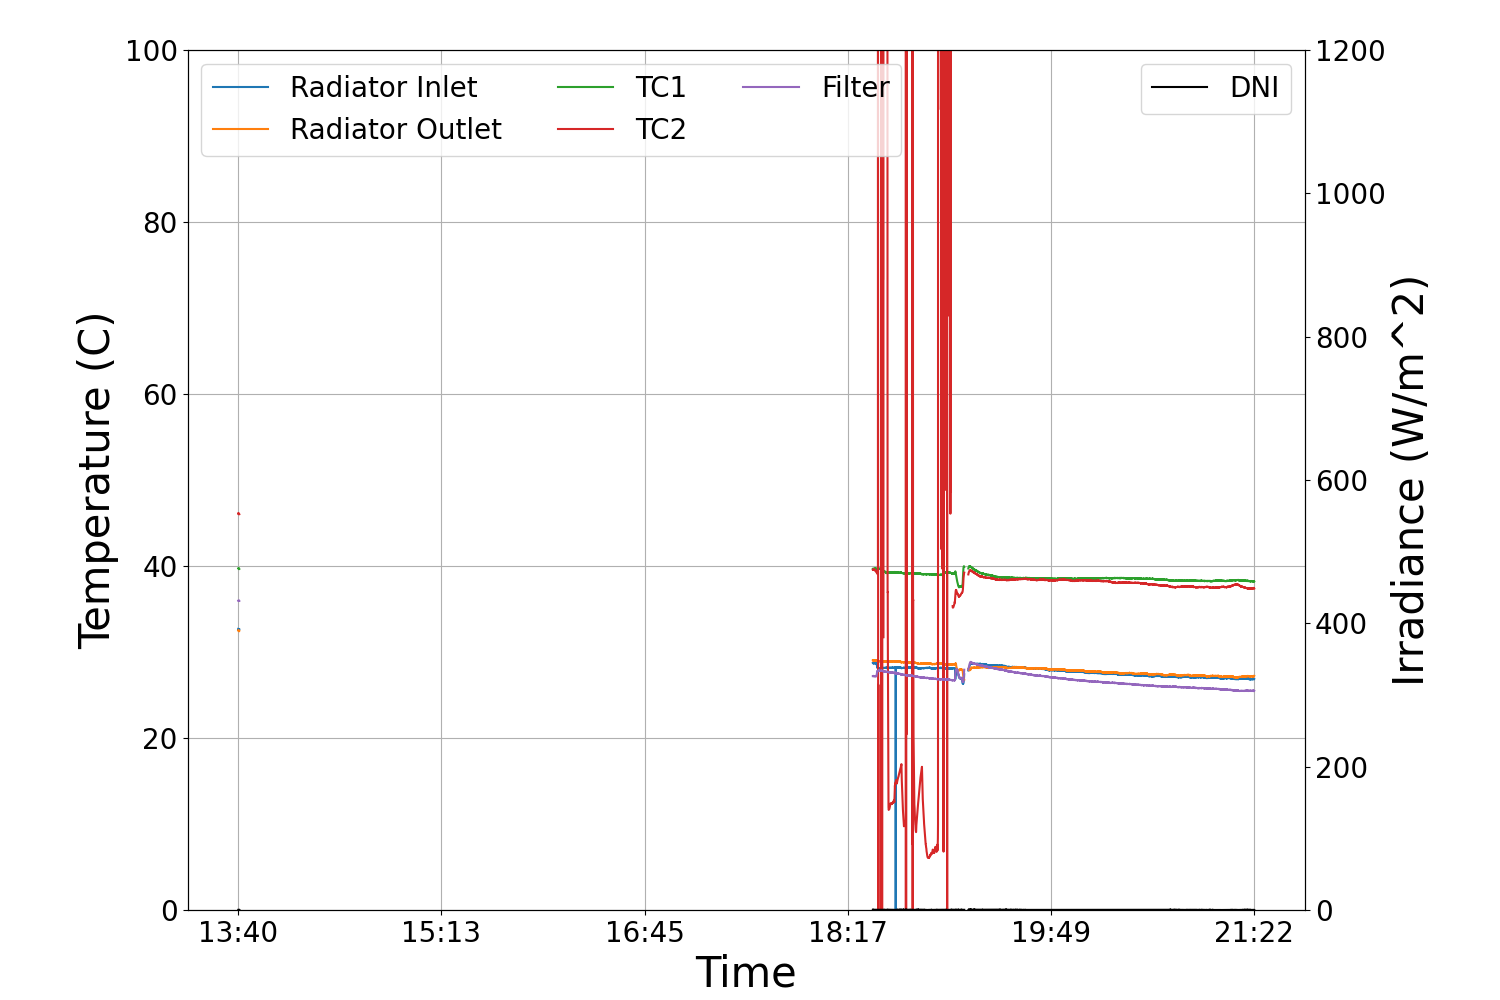 100
80
60
40
20
0
Temperature (C)
Radiator Inlet
Radiator Outlet
TC1
TC2
Filter
DNI
1200
1000
800
600
400
200
0
Irradiance (W/m^2)
13:40 15:13 16:45 18:17 19:49 21:22
Time